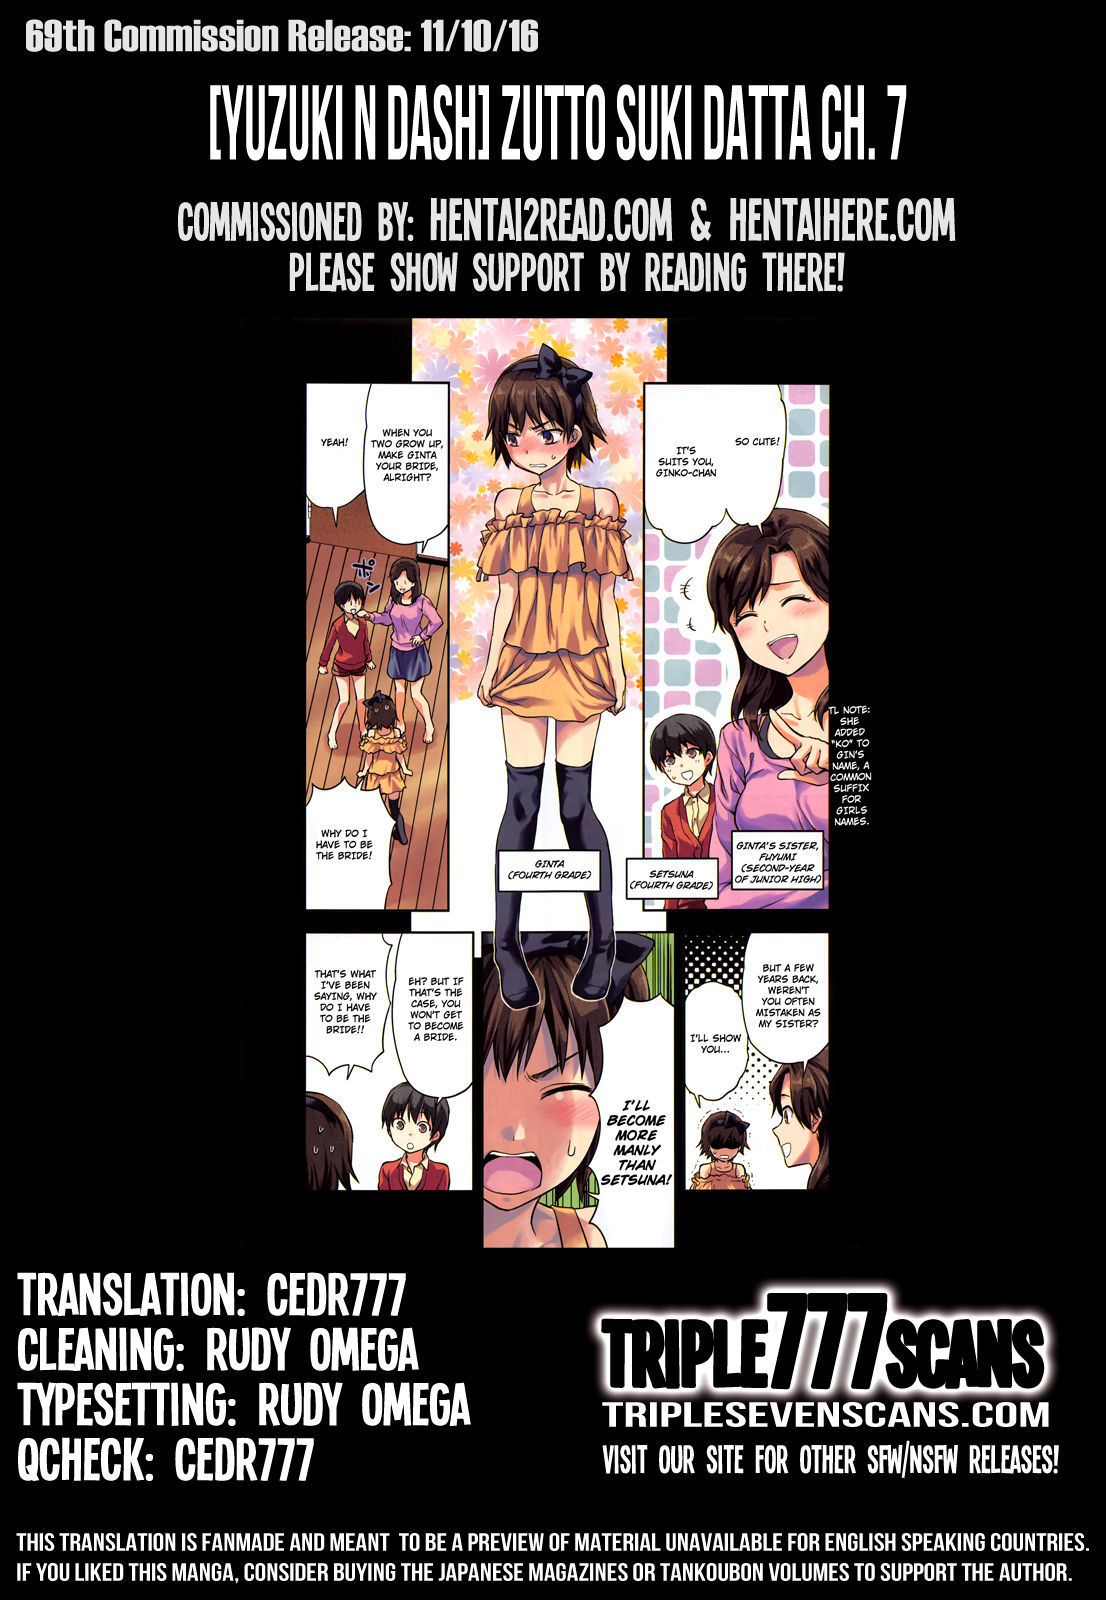 69th Commission Release: 11/10/16
[YUZUKI N DASH] ZUTTO SUKI DATTA CH. 7
COMMISSIONED BY: HENTAI2READ.COM & HENTAIHERE.COM
PLEASE SHOW SUPPORT BY READING THERE!
SO CUTE!
IT'S
SUITS YOU,
GINKO-CHAN
TL NOTE:
SHE
ADDED
"KO" TO
GIN'S
NAME, A
COMMON
SUFFIX
FOR
GIRLS
NAMES.
GINTA'S SISTER,
FUYUMI
(SECOND-YEAR
OF JUNIOR HIGH)
SETSUNA
(FOURTH GRADE)
GINTA
(FOURTH GRADE)
WHEN YOU
TWO GROW UP,
MAKE GINTA
YOUR BRIDE,
ALRIGHT?
YEAH!
ポン
WHY DO I
HAVE TO BE
THE BRIDE!
BUT A FEW
YEARS BACK,
WEREN'T
YOU OFTEN
MISTAKEN AS
MY SISTER?
I'LL SHOW
YOU...
I'LL
BECOME
MORE
MANLY
THAN
SETSUNA!
EH? BUT IF
THAT'S THE
CASE, YOU
WON'T GET
TO BECOME
A BRIDE.
THAT'S WHAT
I'VE BEEN
SAYING, WHY
DO I HAVE
TO BE THE
BRIDE!!
TRANSLATION: CEDR777
CLEANING: RUDY OMEGA
TYPESETTING: RUDY OMEGA
QCHECK: CEDR777
TRIPLE777SCANS
TRIPLESEVENSCANS.COM
VISIT OUR SITE FOR OTHER SFW/NSFW RELEASES!
THIS TRANSLATION IS FANMADE AND MEANT TO BE A PREVIEW OF MATERIAL UNAVAILABLE FOR ENGLISH SPEAKING COUNTRIES.
IF YOU LIKED THIS MANGA, CONSIDER BUYING THE JAPANESE MAGAZINES OR TANKOUBON VOLUMES TO SUPPORT THE AUTHOR.